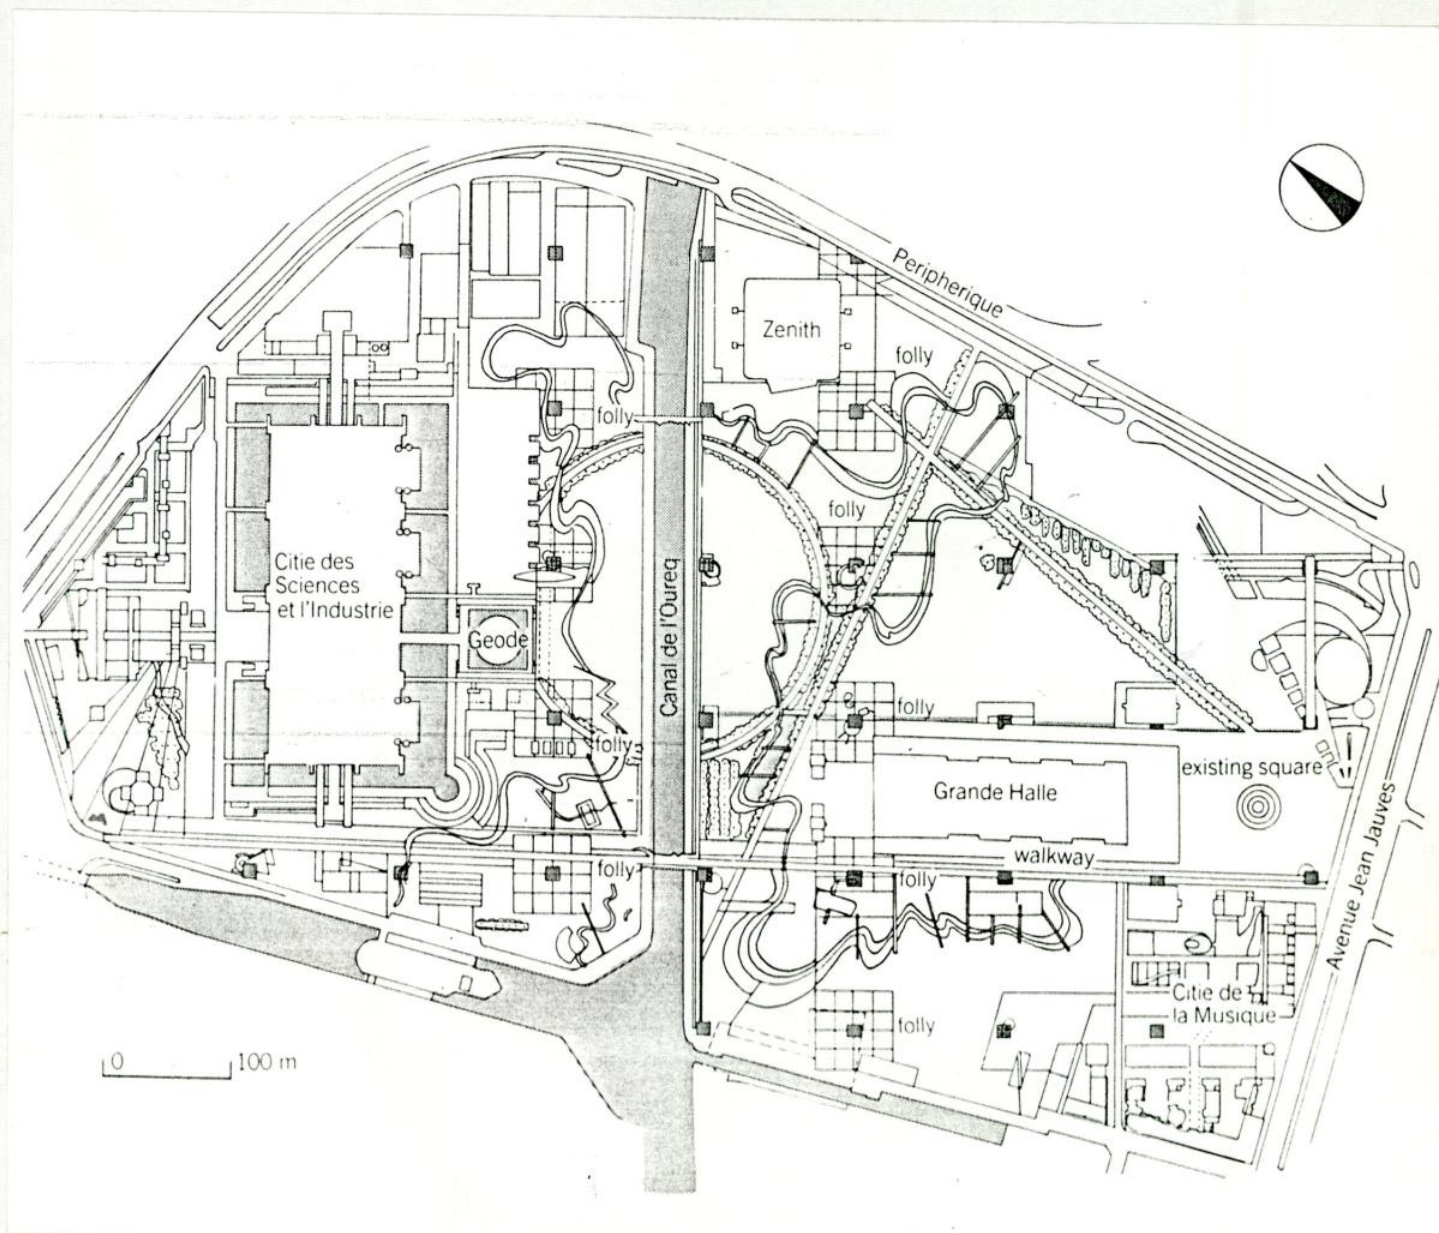 Peripherique
Zenith
folly
folly
folly
Citie des
Sciences
et l'Industrie
Canal de l'Oureq
Geode
folly
folly
existing square
Grande Halle
Avenue Jean Jauves
walkway
folly
folly
Citie de
la Musique
folly
0
100 m